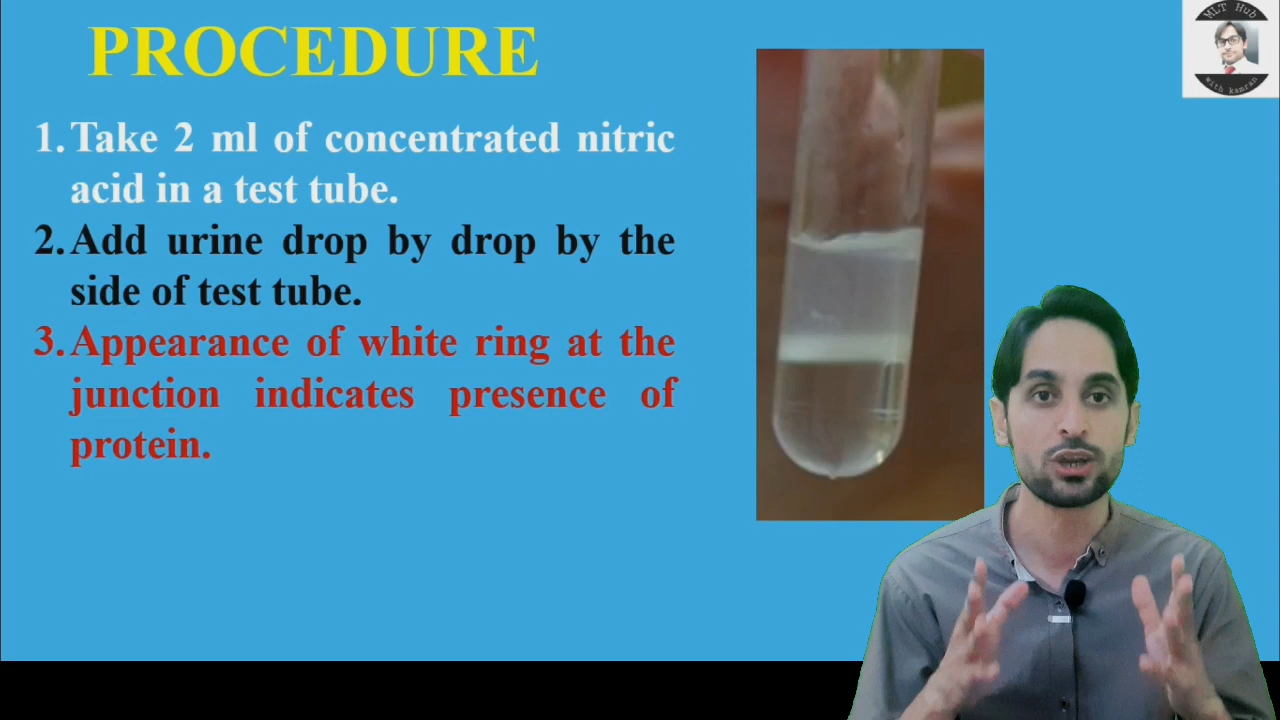 PROCEDURE
1. Take 2 ml of concentrated nitric
acid in a test tube.
2. Add urine drop by drop by the
side of test tube.
3. Appearance of white ring at the
junction indicates presence of
protein.
MLT Hub
with kamran